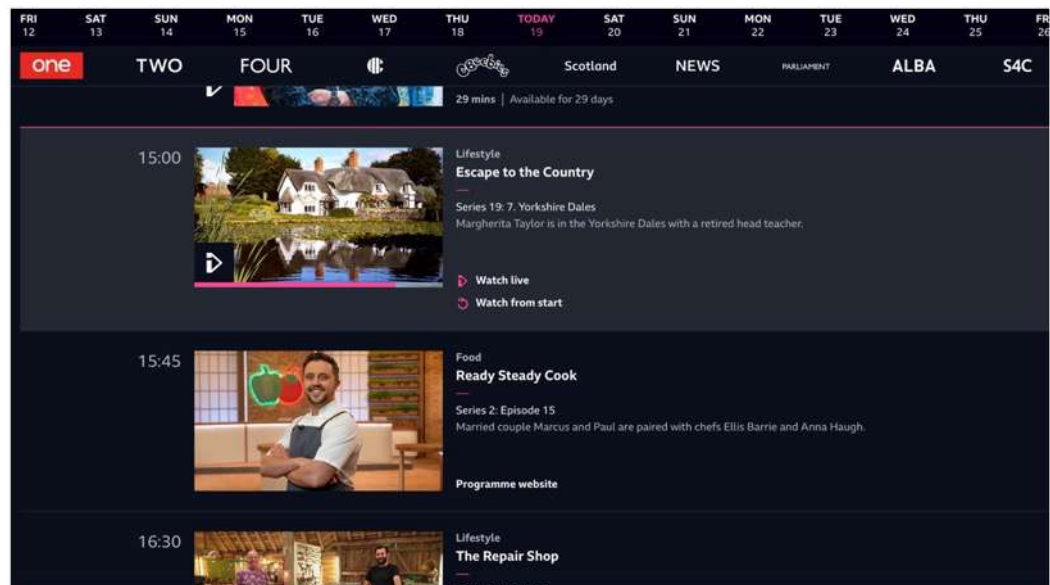 FRI SAT SUN MON TUE WED THU TODAY SAT SUN MON TUE WED THU FR
12 13 14 15 16 17 18 19 20 21 22 23 24 25 26
one TWO FOUR CBeebies Scotland NEWS PARLIAMENT ALBA S4C
29 mins | Available for 29 days
15:00
Lifestyle
Escape to the Country
Series 19: 7. Yorkshire Dales
Margherita Taylor is in the Yorkshire Dales with a retired head teacher.
Watch live
Watch from start
15:45
Food
Ready Steady Cook
Series 2: Episode 15
Married couple Marcus and Paul are paired with chefs Ellis Barrie and Anna Haugh.
Programme website
16:30
Lifestyle
The Repair Shop